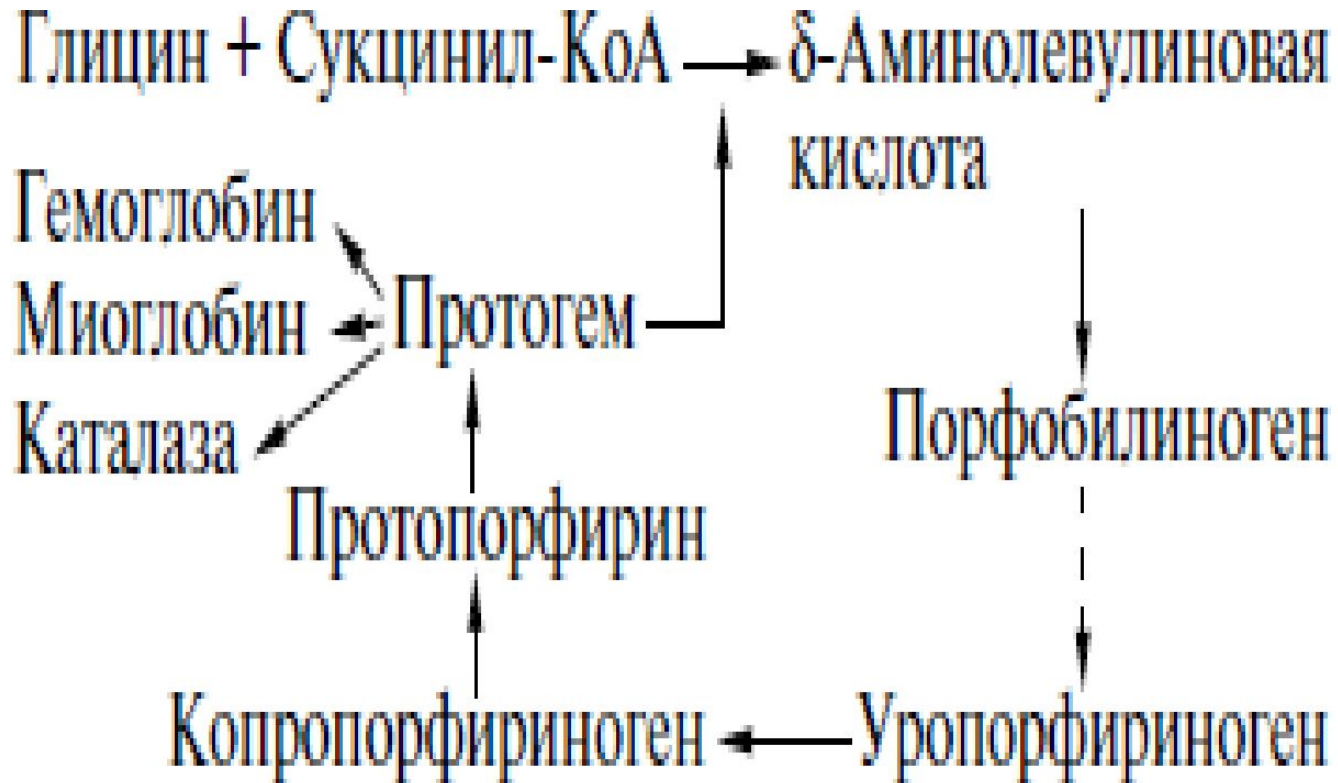 Глицин + Сукцинил-КоА
δ-Аминолевулиновая
кислота
Гемоглобин
Миоглобин
Протогем
Каталаза
Порфобилиноген
Протопорфирин
Копропорфириноген
Уропорфириноген